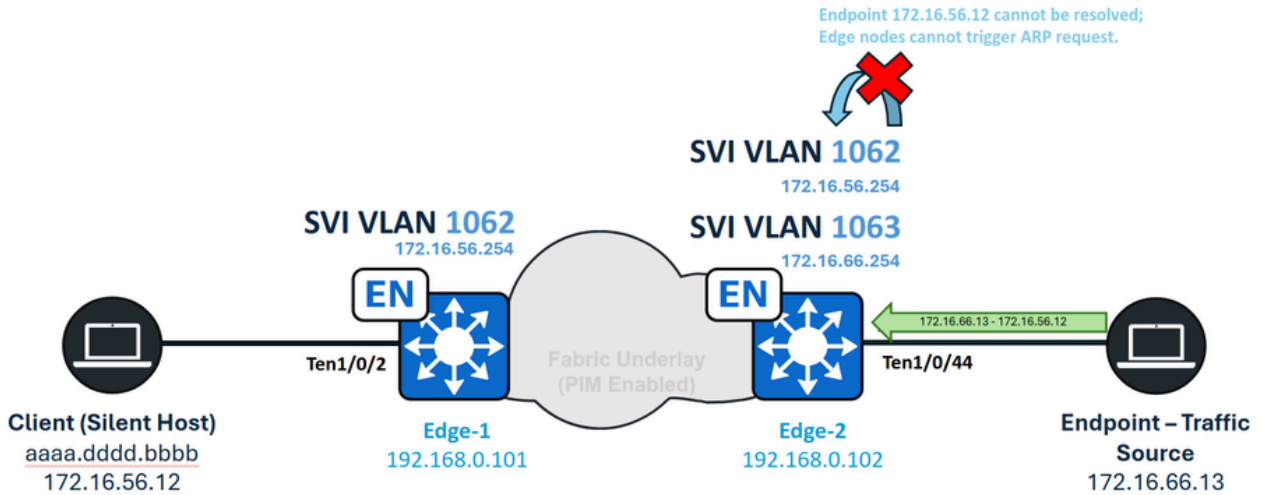 Endpoint 172.16.56.12 cannot be resolved;
Edge nodes cannot trigger ARP request.
SVI VLAN 1062
172.16.56.254
SVI VLAN 1063
172.16.66.254
SVI VLAN 1062
172.16.56.254
EN
EN
172.16.66.13 - 172.16.56.12
Ten1/0/2
Fabric Underlay
(PIM Enabled)
Ten1/0/44
Client (Silent Host)
aaaa.dddd.bbbb
172.16.56.12
Edge-1
192.168.0.101
Edge-2
192.168.0.102
Endpoint – Traffic
Source
172.16.66.13